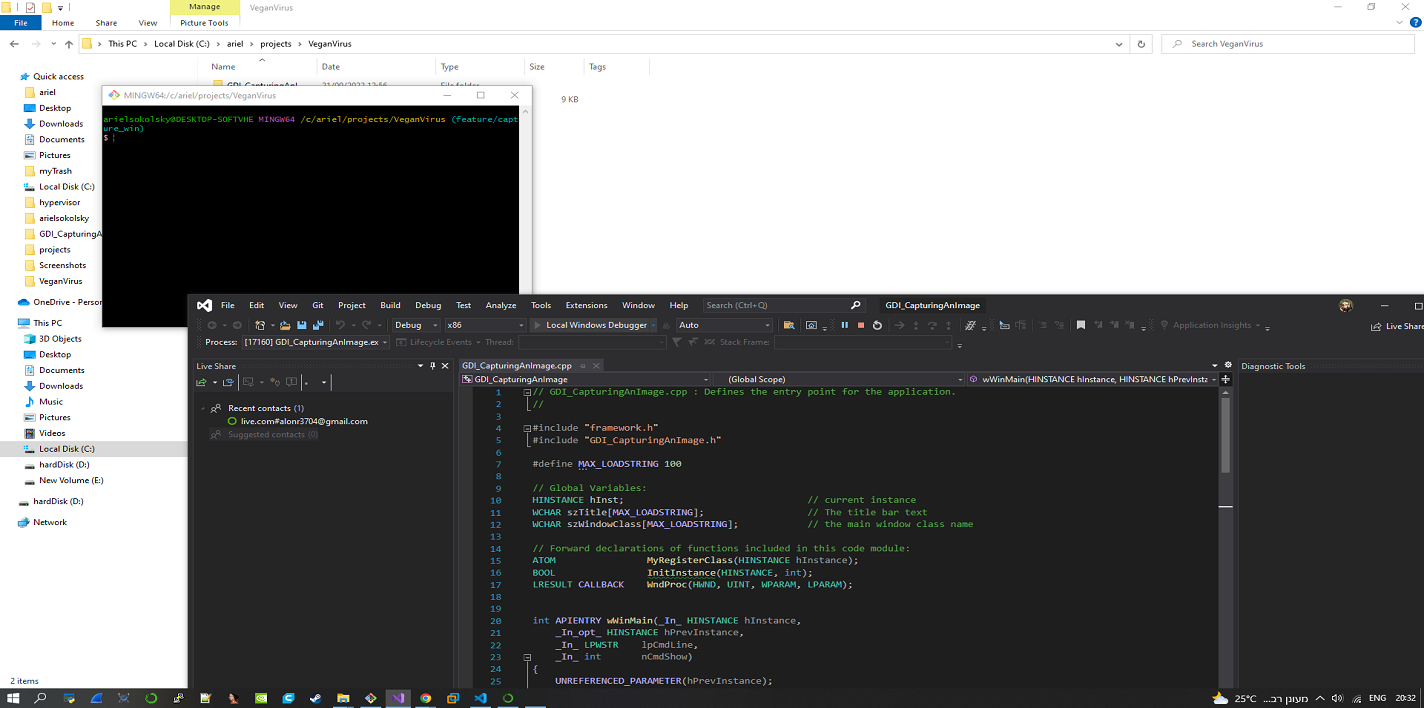 Manage
VeganVirus
File
Home
Share
View
Picture Tools
This PC
Local Disk (C:)
ariel
projects
VeganVirus
Search VeganVirus
Name
Date
Type
Size
Tags
Quick access
ariel
Desktop
Downloads
Documents
Pictures
myTrash
Local Disk (C:)
hypervisor
arielsokolsky
GDI_CapturingA
projects
Screenshots
VeganVirus
OneDrive - Person
This PC
3D Objects
Desktop
Documents
Downloads
Music
Pictures
Videos
Local Disk (C:)
hardDisk (D:)
New Volume (E:)
hardDisk (D:)
Network
2 items
9 KB
MINGW64:/c/ariel/projects/VeganVirus
arielsokolsky@DESKTOP-SOFTVHE MINGW64 /c/ariel/projects/VeganVirus (feature/capt
ure_win)
$
File Edit View Git Project Build Debug Test Analyze Tools Extensions Window Help Search (Ctrl+Q) GDI_CapturingAnImage
Debug x86 Local Windows Debugger Auto Application Insights Live Share
Process: [17160] GDI_CapturingAnImage.ex Lifecycle Events Thread: Stack Frame:
Live Share
Recent contacts (1)
live.com#alonr3704@gmail.com
Suggested contacts (0)
GDI_CapturingAnImage.cpp
Diagnostic Tools
GDI_CapturingAnImage (Global Scope) wWinMain(HINSTANCE hInstance, HINSTANCE hPrevInsta
1 // GDI_CapturingAnImage.cpp : Defines the entry point for the application.
2 //
3
4 #include "framework.h"
5 #include "GDI_CapturingAnImage.h"
6
7 #define MAX_LOADSTRING 100
8
9 // Global Variables:
10 HINSTANCE hInst; // current instance
11 WCHAR szTitle[MAX_LOADSTRING]; // The title bar text
12 WCHAR szWindowClass[MAX_LOADSTRING]; // the main window class name
13
14 // Forward declarations of functions included in this code module:
15 ATOM MyRegisterClass(HINSTANCE hInstance);
16 BOOL InitInstance(HINSTANCE, int);
17 LRESULT CALLBACK WndProc(HWND, UINT, WPARAM, LPARAM);
18
19
20 int APIENTRY wWinMain(_In_ HINSTANCE hInstance,
21 _In_opt_ HINSTANCE hPrevInstance,
22 _In_ LPWSTR lpCmdLine,
23 _In_ int nCmdShow)
24 {
25 UNREFERENCED_PARAMETER(hPrevInstance);
25°C מעונן רב... ENG 20:32